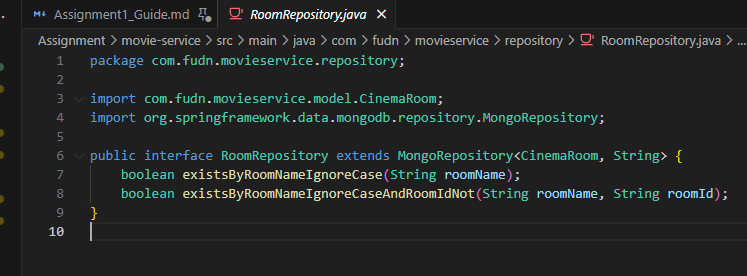 Assignment1_Guide.md RoomRepository.java
Assignment > movie-service > src > main > java > com > fudn > movieservice > repository > RoomRepository.java > ...
1 package com.fudn.movieservice.repository;
2
3 import com.fudn.movieservice.model.CinemaRoom;
4 import org.springframework.data.mongodb.repository.MongoRepository;
5
6 public interface RoomRepository extends MongoRepository<CinemaRoom, String> {
7     boolean existsByRoomNameIgnoreCase(String roomName);
8     boolean existsByRoomNameIgnoreCaseAndRoomIdNot(String roomName, String roomId);
9 }
10